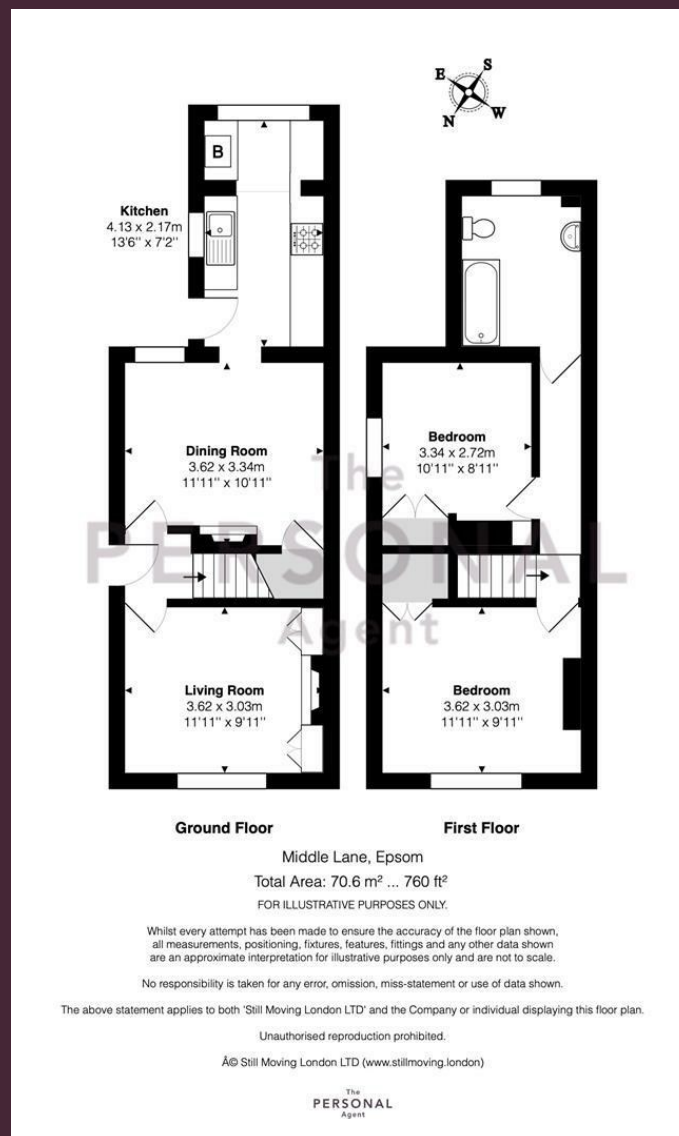 S
E
W
N
B
Kitchen
4.13 x 2.17m
13'6'' x 7'2''
Dining Room
3.62 x 3.34m
11'11'' x 10'11''
Bedroom
3.34 x 2.72m
10'11'' x 8'11''
The
PERSONAL
Agent
Living Room
3.62 x 3.03m
11'11'' x 9'11''
Bedroom
3.62 x 3.03m
11'11'' x 9'11''
Ground Floor
First Floor
Middle Lane, Epsom
Total Area: 70.6 m² ... 760 ft²
FOR ILLUSTRATIVE PURPOSES ONLY.
Whilst every attempt has been made to ensure the accuracy of the floor plan shown,
all measurements, positioning, fixtures, features, fittings and any other data shown
are an approximate interpretation for illustrative purposes only and are not to scale.
No responsibility is taken for any error, omission, miss-statement or use of data shown.
The above statement applies to both 'Still Moving London LTD' and the Company or individual displaying this floor plan.
Unauthorised reproduction prohibited.
Â© Still Moving London LTD (www.stillmoving.london)
The
PERSONAL
Agent